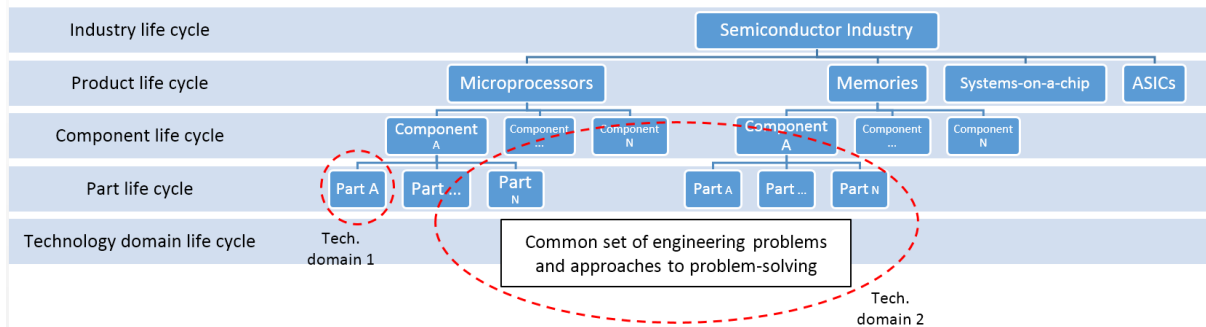 Industry life cycle
Semiconductor Industry
Product life cycle
Microprocessors
Memories
Systems-on-a-chip
ASICs
Component life cycle
Component
A
Component
...
Component
N
Component
A
Component
...
Component
N
Part life cycle
Part A
Part ...
Part
N
Part A
Part ...
Part N
Technology domain life cycle
Tech.
domain 1
Common set of engineering problems
and approaches to problem-solving
Tech.
domain 2